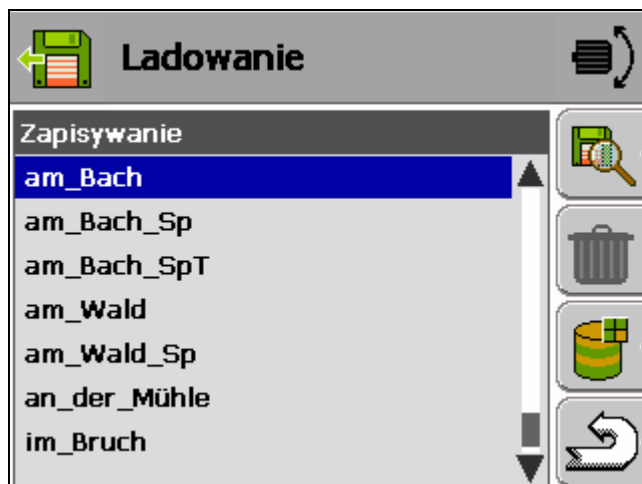 Ladowanie
Zapisywanie
am_Bach
am_Bach_Sp
am_Bach_SpT
am_Wald
am_Wald_Sp
an_der_Mühle
im_Bruch